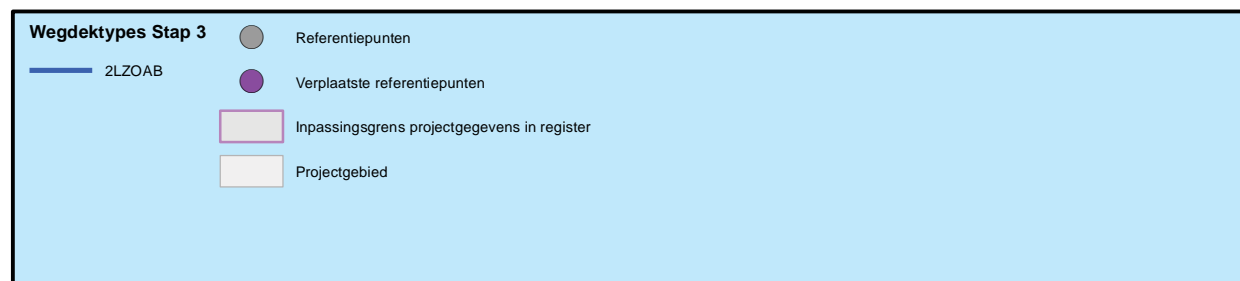 Wegdektypes Stap 3
2LZOAB
Referentiepunten
Verplaatste referentiepunten
Inpassingsgrens projectgegevens in register
Projectgebied